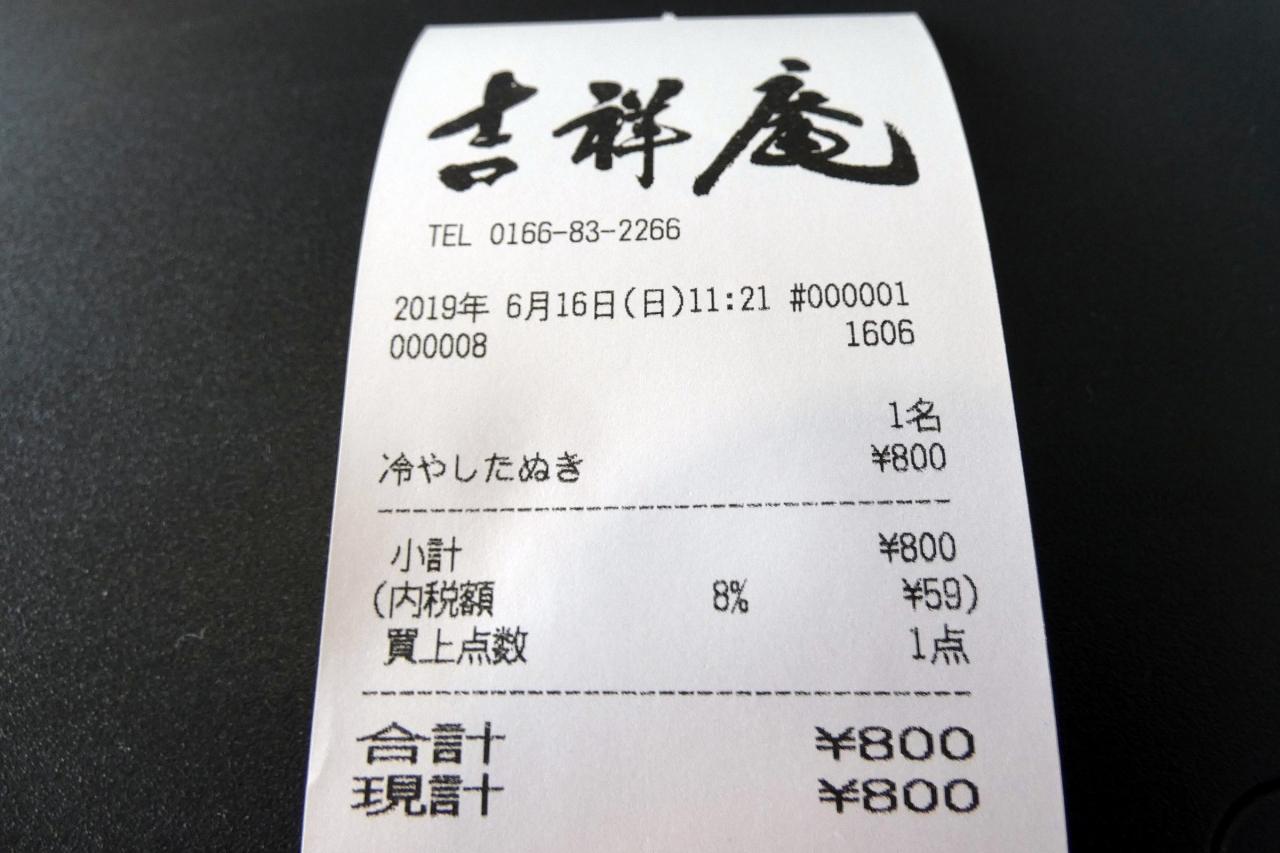 吉祥庵
TEL 0166-83-2266
2019年 6月16日(日)11:21 #000001
000008 1606
1名
冷やしたぬき ¥800
小計 ¥800
(内税額 8% ¥59)
買上点数 1点
合計 ¥800
現計 ¥800